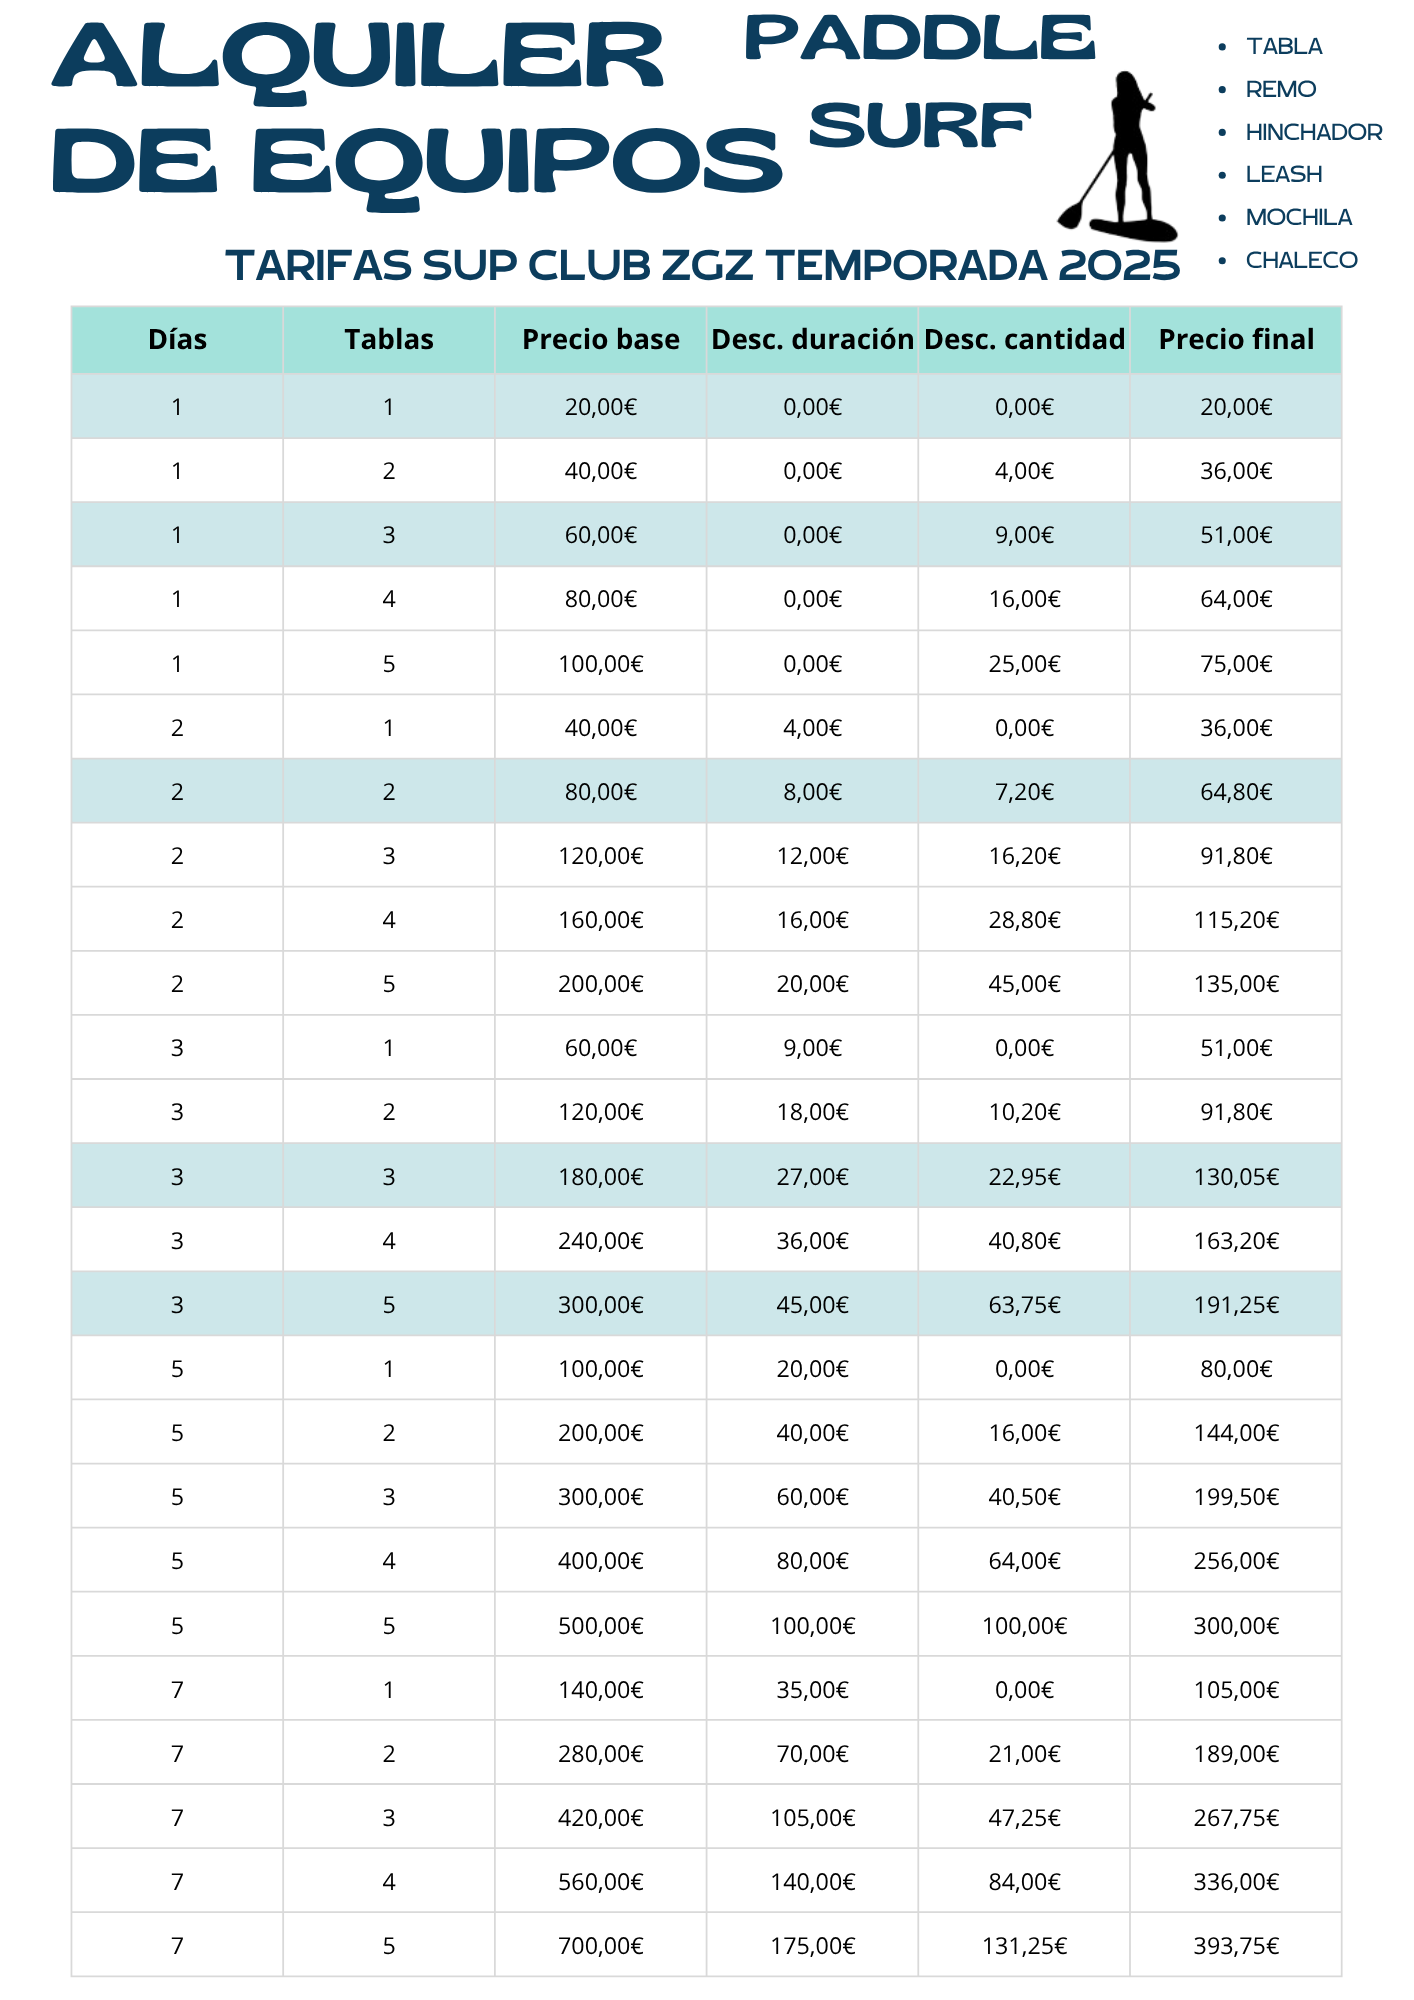 ALQUILER
DE EQUIPOS
PADDLE
SURF
• TABLA
• REMO
• HINCHADOR
• LEASH
• MOCHILA
• CHALECO
TARIFAS SUP CLUB ZGZ TEMPORADA 2025
Días Tablas Precio base Desc. duración Desc. cantidad Precio final
1 1 20,00€ 0,00€ 0,00€ 20,00€
1 2 40,00€ 0,00€ 4,00€ 36,00€
1 3 60,00€ 0,00€ 9,00€ 51,00€
1 4 80,00€ 0,00€ 16,00€ 64,00€
1 5 100,00€ 0,00€ 25,00€ 75,00€
2 1 40,00€ 4,00€ 0,00€ 36,00€
2 2 80,00€ 8,00€ 7,20€ 64,80€
2 3 120,00€ 12,00€ 16,20€ 91,80€
2 4 160,00€ 16,00€ 28,80€ 115,20€
2 5 200,00€ 20,00€ 45,00€ 135,00€
3 1 60,00€ 9,00€ 0,00€ 51,00€
3 2 120,00€ 18,00€ 10,20€ 91,80€
3 3 180,00€ 27,00€ 22,95€ 130,05€
3 4 240,00€ 36,00€ 40,80€ 163,20€
3 5 300,00€ 45,00€ 63,75€ 191,25€
5 1 100,00€ 20,00€ 0,00€ 80,00€
5 2 200,00€ 40,00€ 16,00€ 144,00€
5 3 300,00€ 60,00€ 40,50€ 199,50€
5 4 400,00€ 80,00€ 64,00€ 256,00€
5 5 500,00€ 100,00€ 100,00€ 300,00€
7 1 140,00€ 35,00€ 0,00€ 105,00€
7 2 280,00€ 70,00€ 21,00€ 189,00€
7 3 420,00€ 105,00€ 47,25€ 267,75€
7 4 560,00€ 140,00€ 84,00€ 336,00€
7 5 700,00€ 175,00€ 131,25€ 393,75€